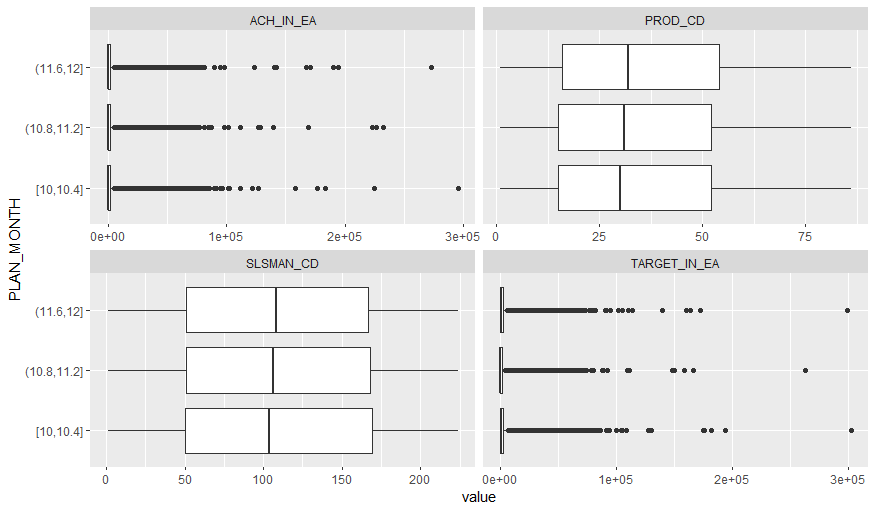 ACH_IN_EA
PROD_CD
(11.6,12]
(10.8,11.2]
[10,10.4]
0e+00 1e+05 2e+05 3e+05
0 25 50 75
SLSMAN_CD
TARGET_IN_EA
(11.6,12]
(10.8,11.2]
[10,10.4]
0 50 100 150 200
0e+00 1e+05 2e+05 3e+05
PLAN_MONTH
value